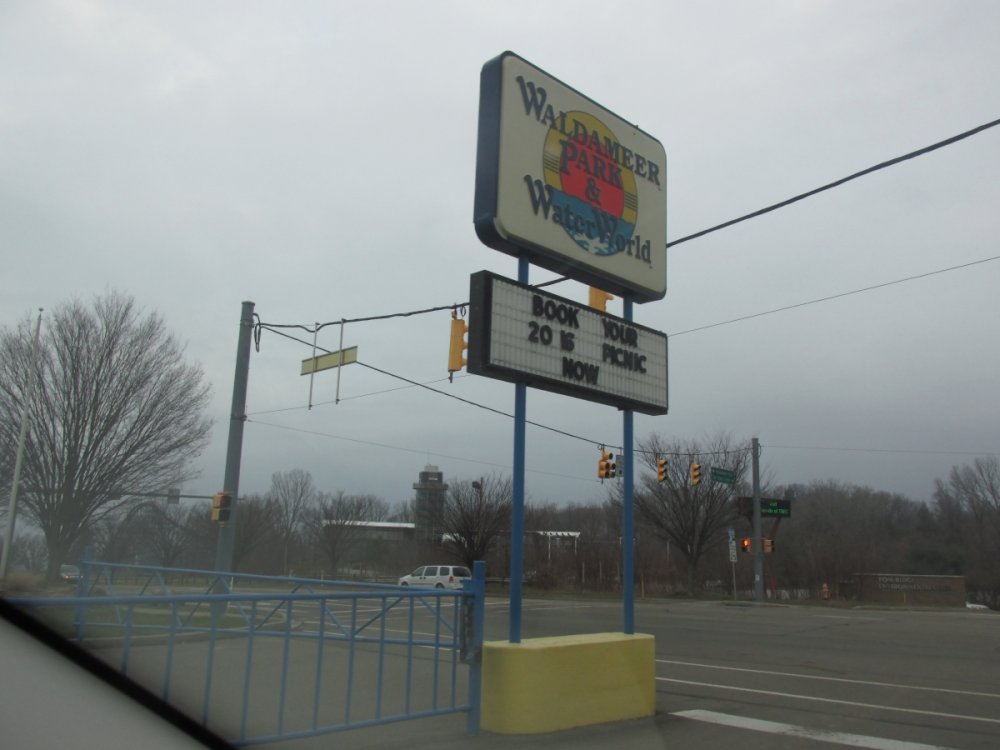 WALDAMEER
PARK
&
WaterWorld
BOOK YOUR
20 16 PICNIC
NOW